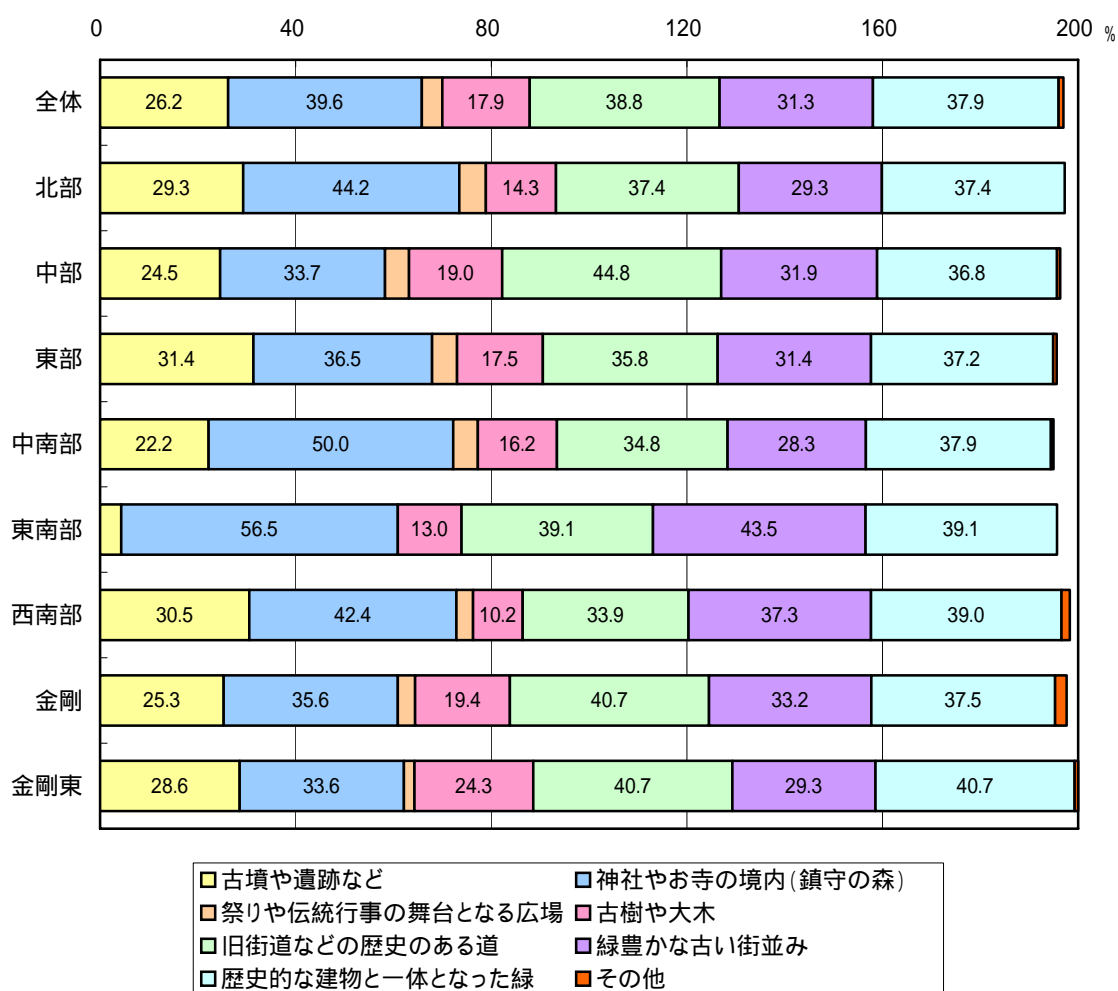 0 40 80 120 160 200 %
全体 26.2 39.6 17.9 38.8 31.3 37.9
北部 29.3 44.2 14.3 37.4 29.3 37.4
中部 24.5 33.7 19.0 44.8 31.9 36.8
東部 31.4 36.5 17.5 35.8 31.4 37.2
中南部 22.2 50.0 16.2 34.8 28.3 37.9
東南部 56.5 13.0 39.1 43.5 39.1
西南部 30.5 42.4 10.2 33.9 37.3 39.0
金剛 25.3 35.6 19.4 40.7 33.2 37.5
金剛東 28.6 33.6 24.3 40.7 29.3 40.7
古墳や遺跡など 神社やお寺の境内(鎮守の森)
祭りや伝統行事の舞台となる広場 古樹や大木
旧街道などの歴史のある道 緑豊かな古い街並み
歴史的な建物と一体となった緑 その他